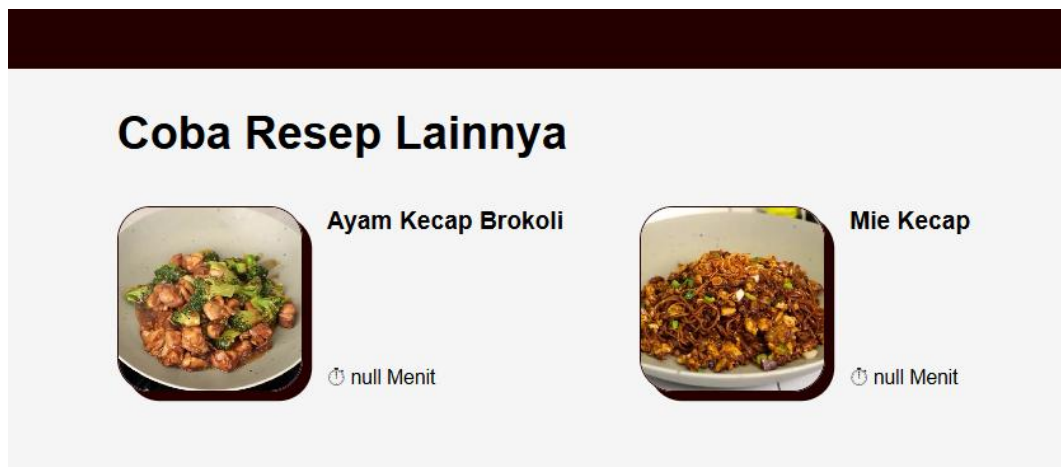 Coba Resep Lainnya
Ayam Kecap Brokoli
⏱ null Menit
Mie Kecap
⏱ null Menit